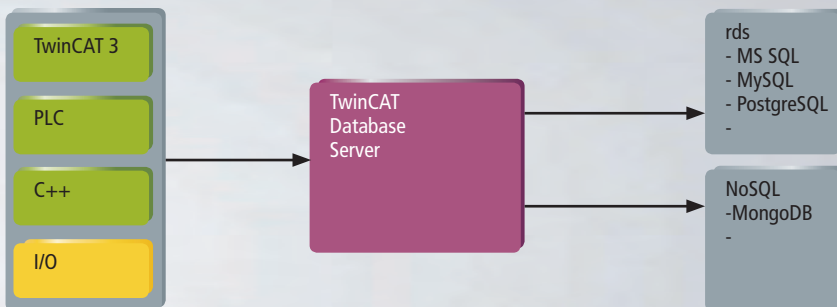 TwinCAT 3
PLC
C++
I/O
TwinCAT
Database
Server
rds
- MS SQL
- MySQL
- PostgreSQL
-
NoSQL
-MongoDB
-